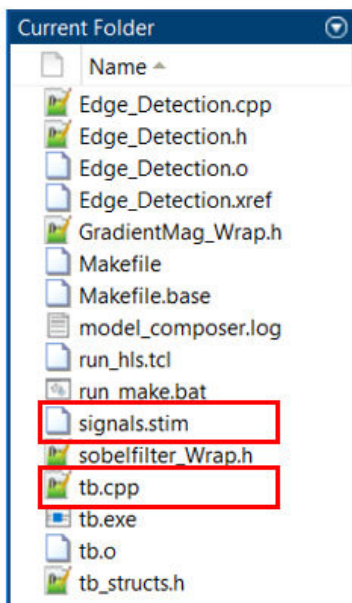 Current Folder
Name
Edge_Detection.cpp
Edge_Detection.h
Edge_Detection.o
Edge_Detection.xref
GradientMag_Wrap.h
Makefile
Makefile.base
model_composer.log
run_hls.tcl
run_make.bat
signals.stim
sobelfilter_Wrap.h
tb.cpp
tb.exe
tb.o
tb_structs.h